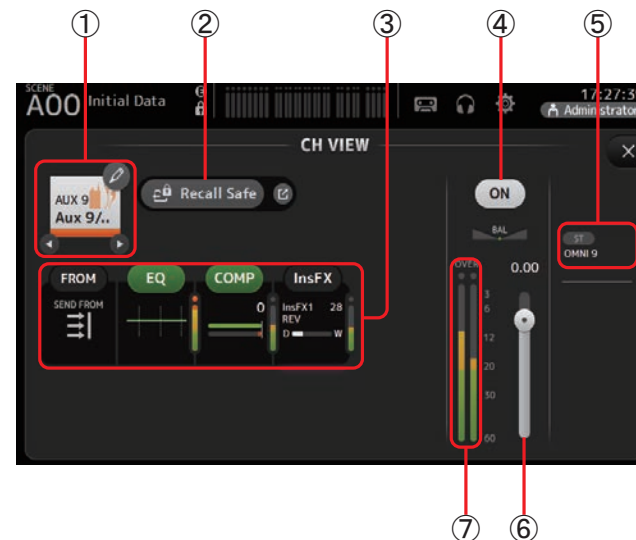 ① ② ③ ④ ⑤
SCENE
A00 Initial Data
17:27:3
Administrator
CH VIEW
×
AUX 9
Aux 9/..
Recall Safe
ON
BAL
ST
OMNI 9
FROM EQ COMP InsFX
SEND FROM
0
InsFX1 28
REV
D W
OVER 0.00
3
6
12
20
30
60
⑦ ⑥